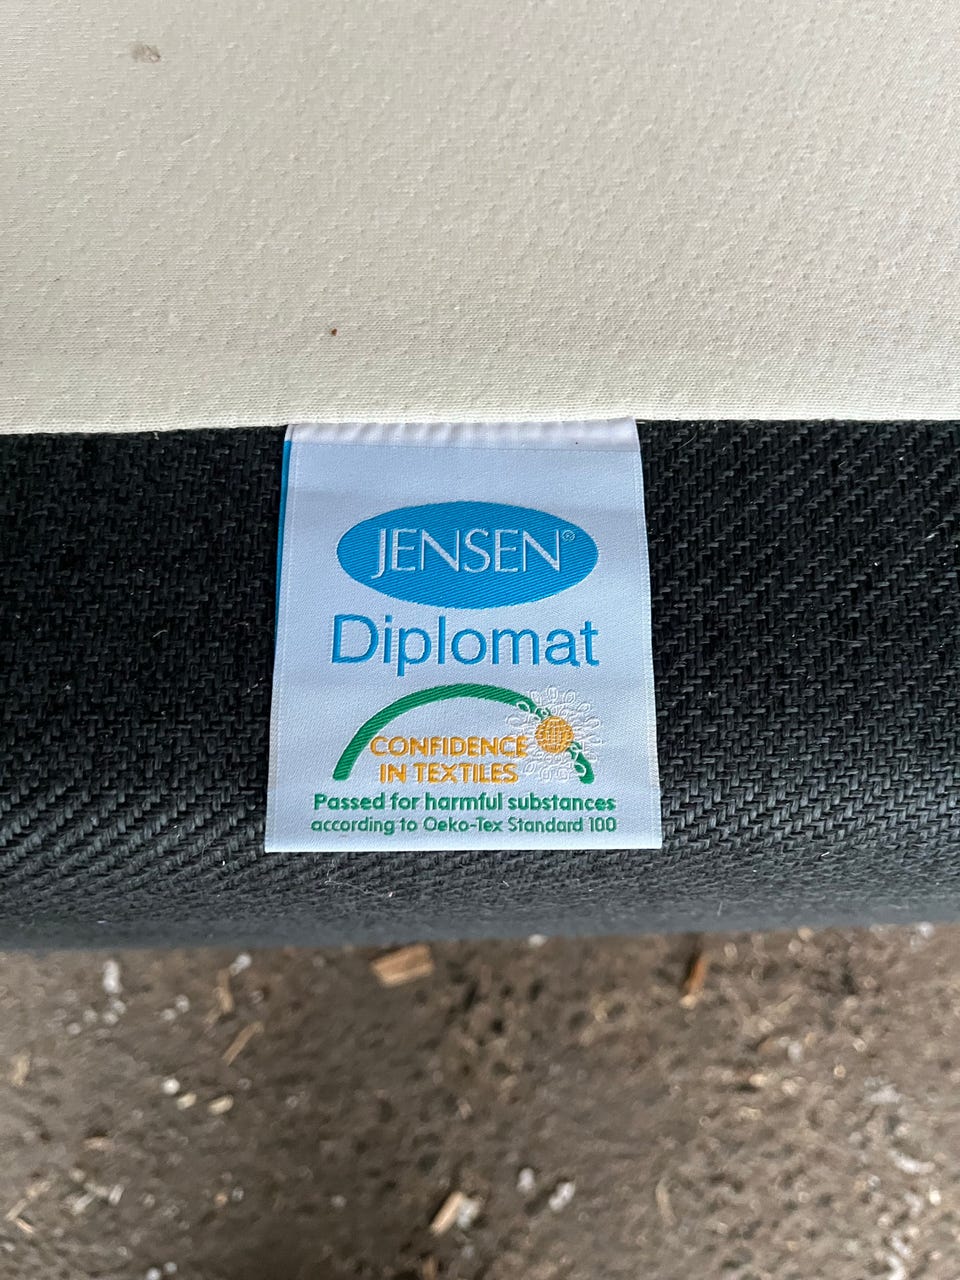 JENSEN®
Diplomat
CONFIDENCE
IN TEXTILES
Passed for harmful substances
according to Oeko-Tex Standard 100